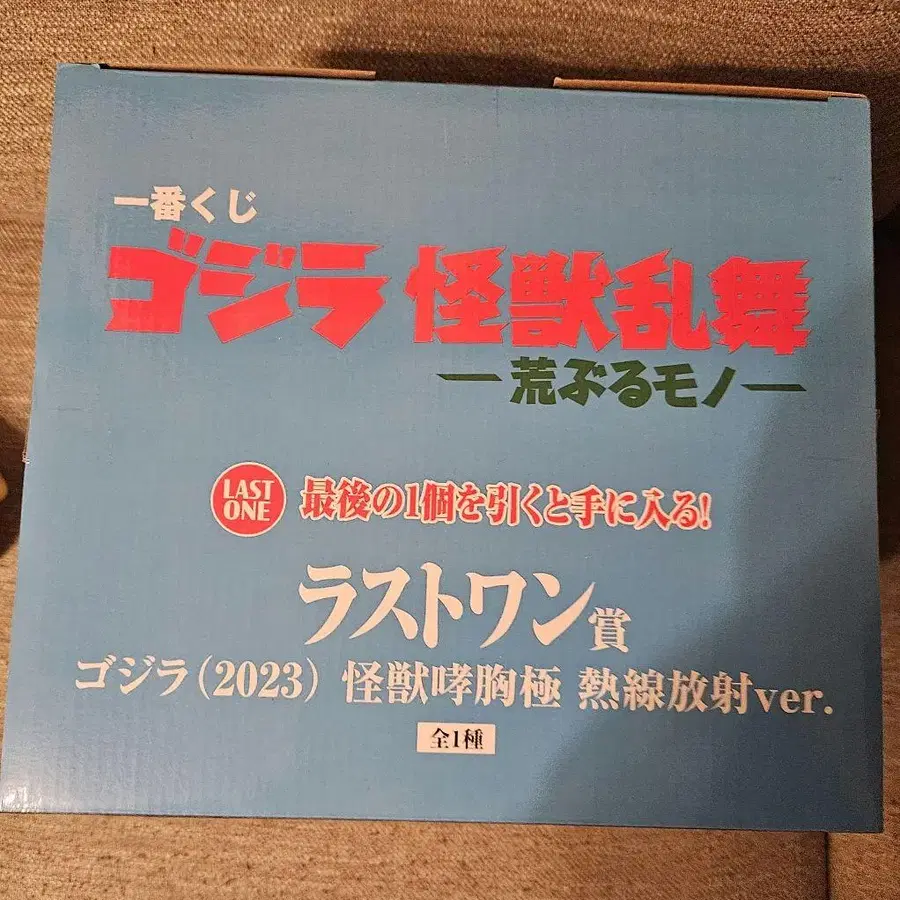 一番くじ
ゴジラ 怪獣乱舞
―荒ぶるモノ―
LAST
ONE
最後の1個を引くと手に入る!
ラストワン賞
ゴジラ(2023) 怪獣哮胸極 熱線放射ver.
全1種